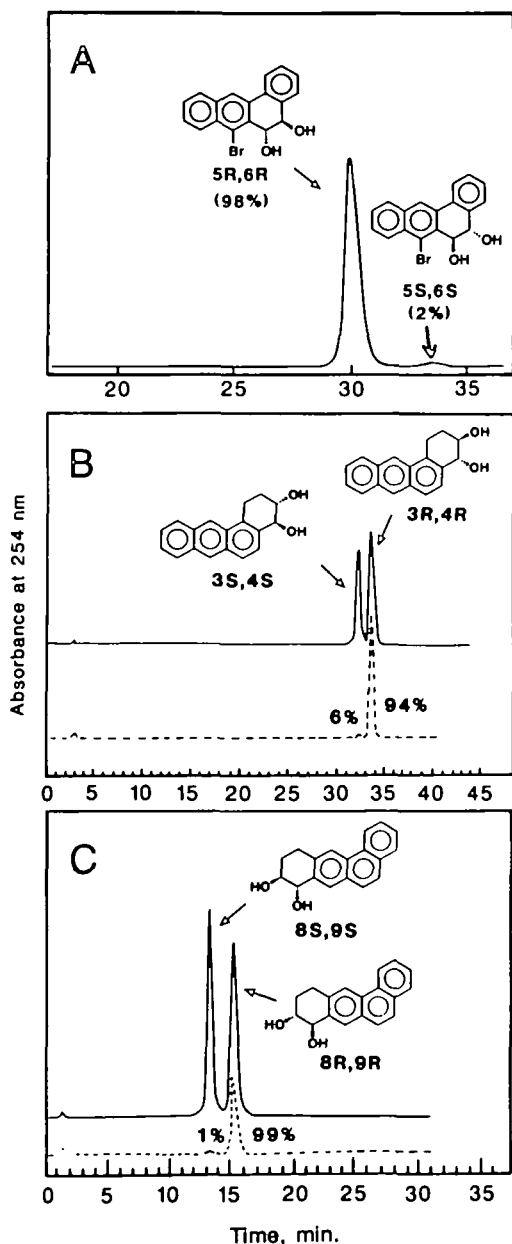 Absorbance at 254 nm
A
OH
Br OH
5R,6R
(98%)
OH
Br OH
5S,6S
(2%)
20 25 30 35
B
OH
OH
3R,4R
OH
OH
3S,4S
6% 94%
0 5 10 15 20 25 30 35 40 45
C
HO
OH
8S,9S
HO
OH
8R,9R
1% 99%
0 5 10 15 20 25 30 35
Time, min.